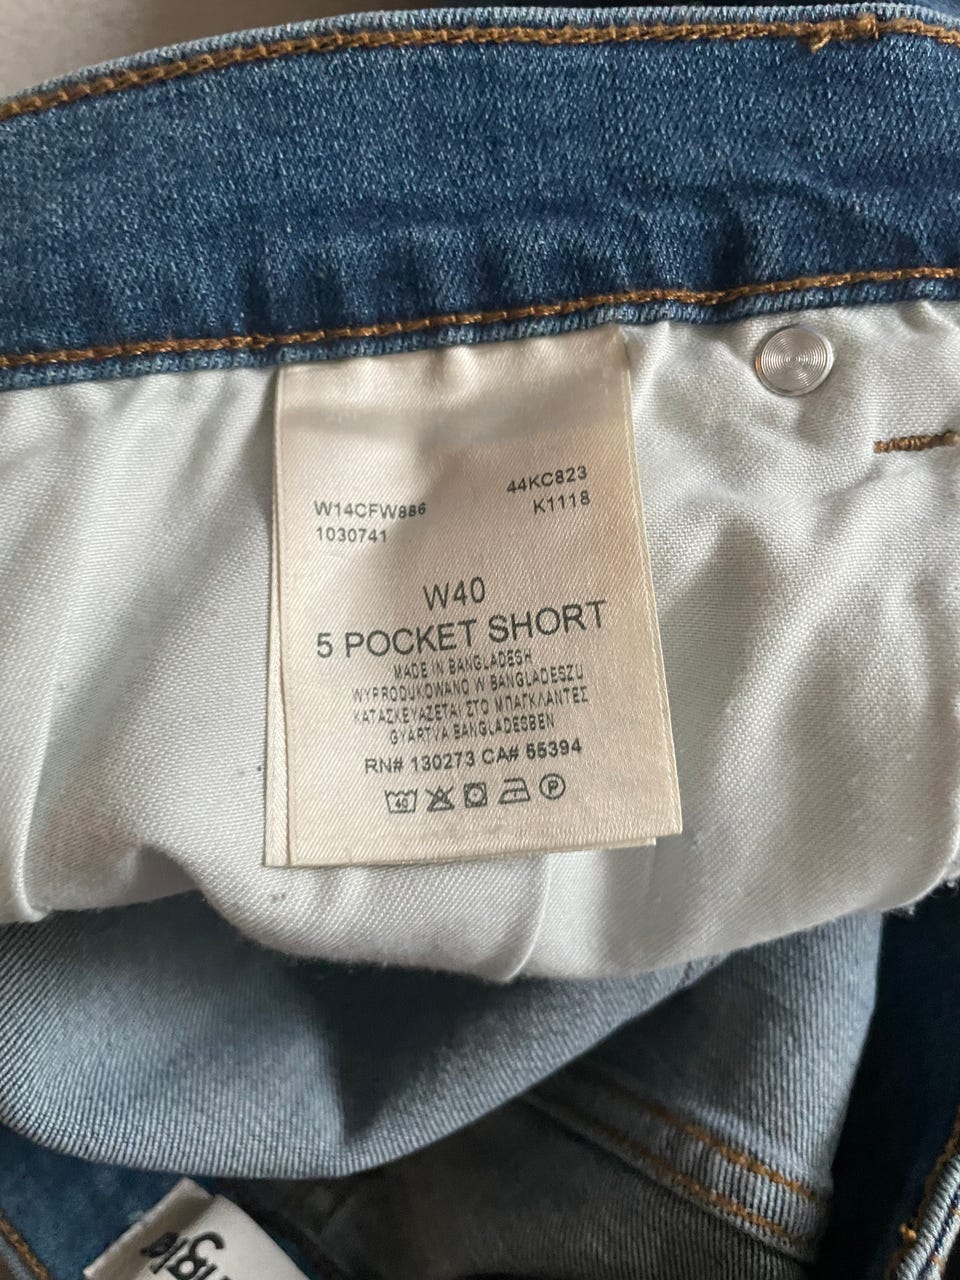 W14CFW886
1030741
44KC823
K1118
W40
5 POCKET SHORT
MADE IN BANGLADESH
WYPRODUKOWANO W BANGLADESZU
ΚΑΤΑΣΚΕΥΑΖΕΤΑΙ ΣΤΟ ΜΠΑΓΚΛΑΝΤΕΣ
GYÁRTVA BANGLADESBEN
RN# 130273 CA# 55394
40
P